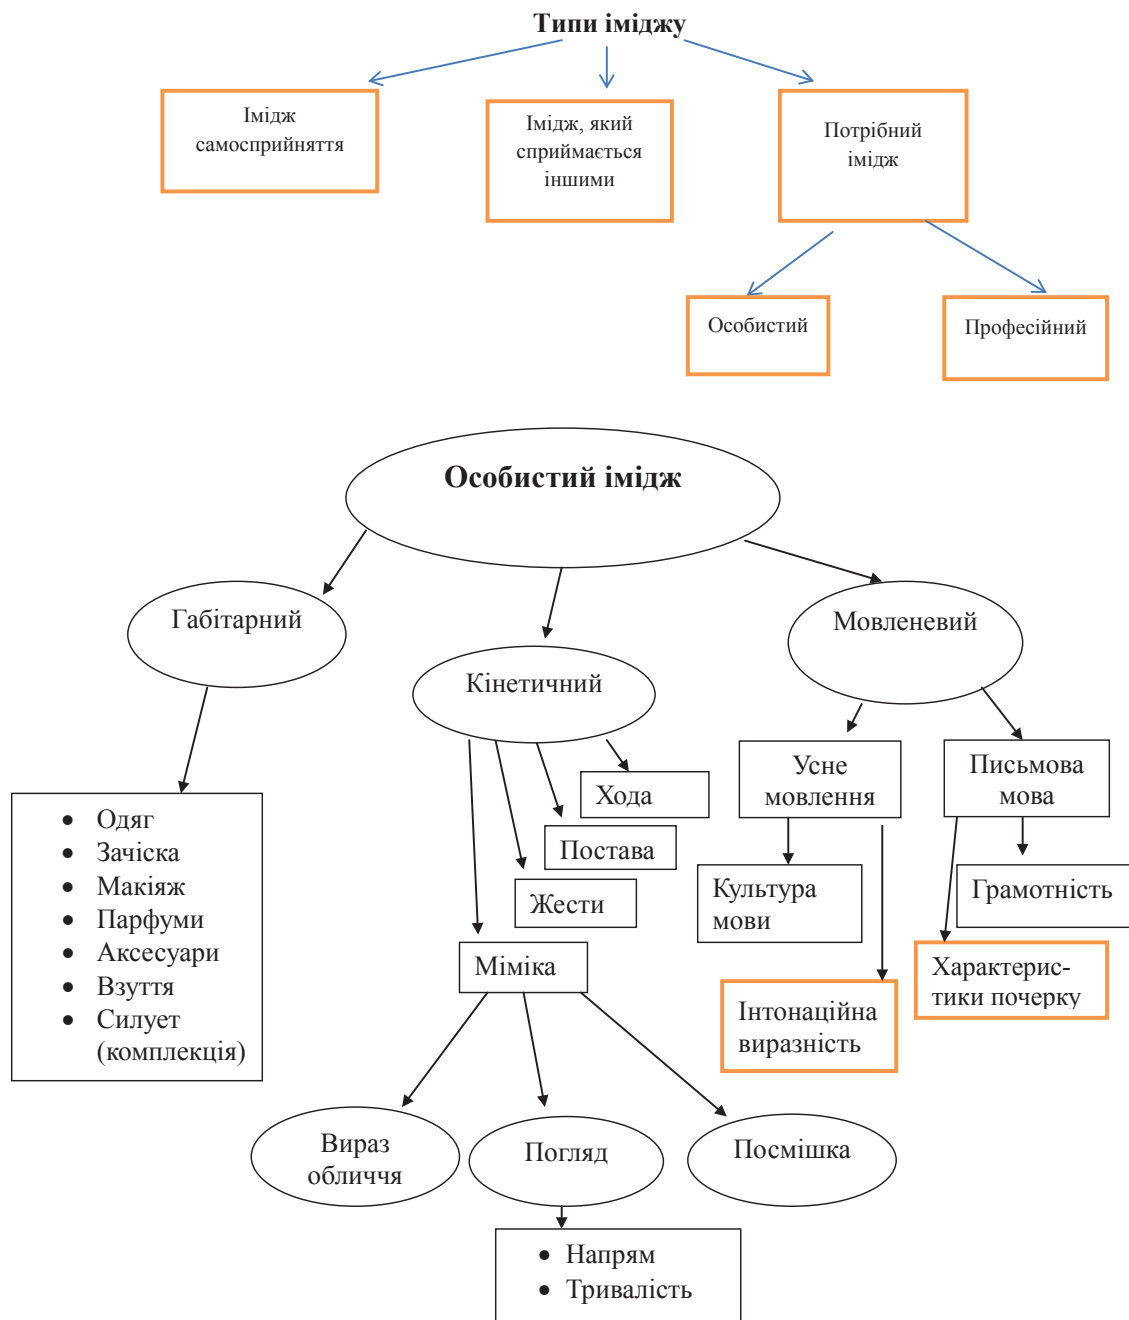 Типи іміджу
Імідж
самосприйняття
Імідж, який
сприймається
іншими
Потрібний
імідж
Особистий
Професійний
Особистий імідж
Габітарний
Кінетичний
Мовленевий
Хода
Постава
Жести
Міміка
Усне
мовлення
Письмова
мова
Культура
мови
Грамотність
Інтонаційна
виразність
Характерис-
тики почерку
• Одяг
• Зачіска
• Макіяж
• Парфуми
• Аксесуари
• Взуття
• Силует
(комплекція)
Вираз
обличчя
Погляд
Посмішка
• Напрям
• Тривалість